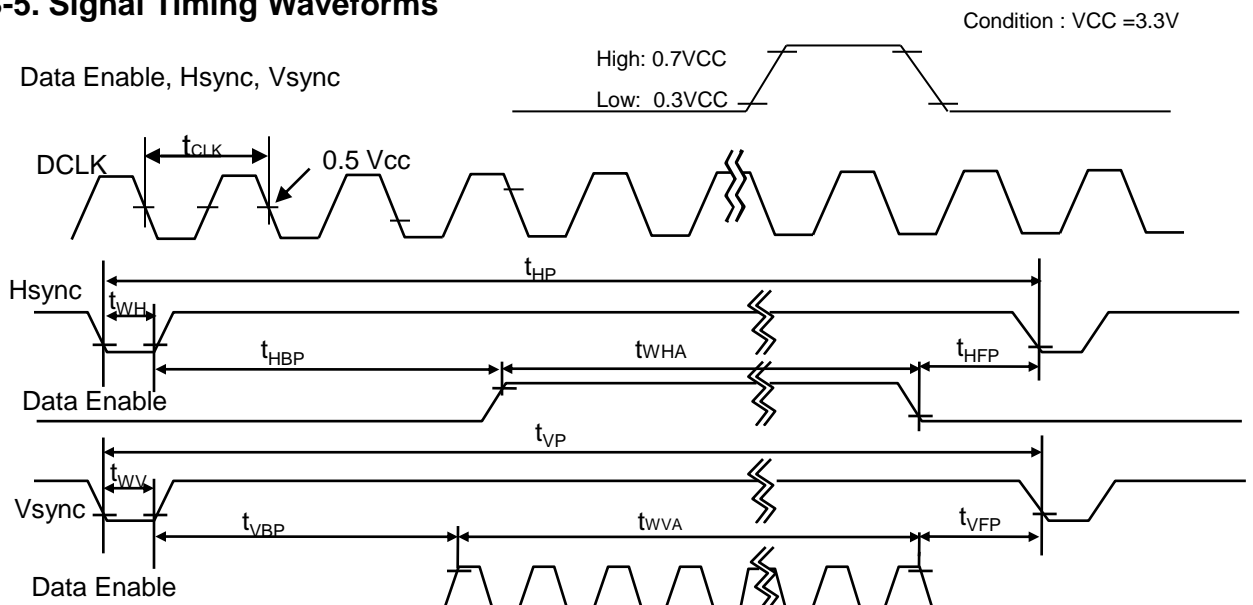 -5. Signal Timing Waveforms
Condition : VCC =3.3V
High: 0.7VCC
Data Enable, Hsync, Vsync
Low: 0.3VCC
tCLK
0.5 Vcc
DCLK
tHP
Hsync
tWH
tHBP
tWHA
tHFP
Data Enable
tVP
tWV
Vsync
tVBP
tWVA
tVFP
Data Enable